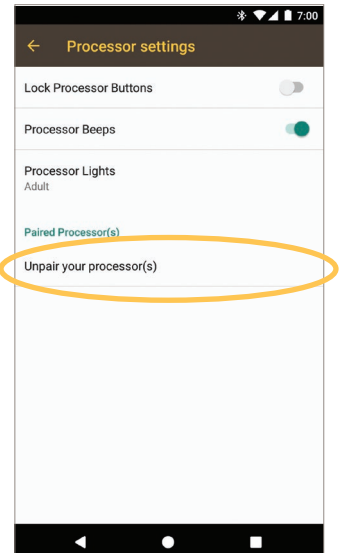 7:00
Processor settings
Lock Processor Buttons
Processor Beeps
Processor Lights
Adult
Paired Processor(s)
Unpair your processor(s)